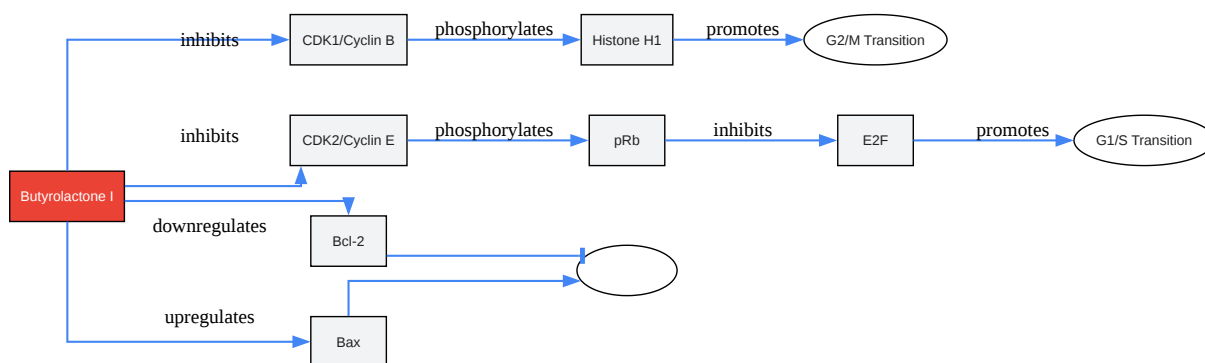 inhibits
CDK1/Cyclin B
phosphorylates
Histone H1
promotes
G2/M Transition
inhibits
CDK2/Cyclin E
phosphorylates
pRb
inhibits
E2F
promotes
G1/S Transition
Butyrolactone I
downregulates
Bcl-2
upregulates
Bax